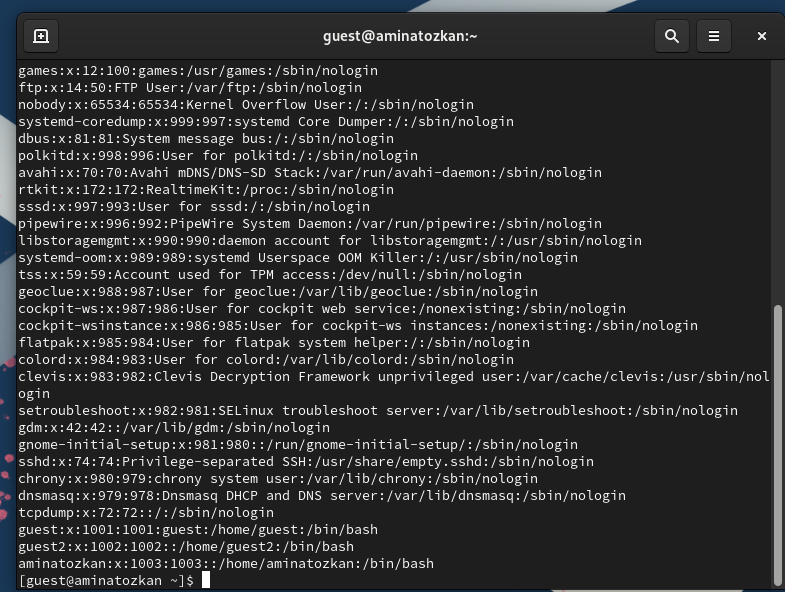 guest@aminatozkan:~
games:x:12:100:games:/usr/games:/sbin/nologin
ftp:x:14:50:FTP User:/var/ftp:/sbin/nologin
nobody:x:65534:65534:Kernel Overflow User:/:/sbin/nologin
systemd-coredump:x:999:997:systemd Core Dumper:/:/sbin/nologin
dbus:x:81:81:System message bus:/:/sbin/nologin
polkitd:x:998:996:User for polkitd:/:/sbin/nologin
avahi:x:70:70:Avahi mDNS/DNS-SD Stack:/var/run/avahi-daemon:/sbin/nologin
rtkit:x:172:172:RealtimeKit:/proc:/sbin/nologin
sssd:x:997:993:User for sssd:/:/sbin/nologin
pipewire:x:996:992:PipeWire System Daemon:/var/run/pipewire:/sbin/nologin
libstoragemgmt:x:990:990:daemon account for libstoragemgmt:/:/usr/sbin/nologin
systemd-oom:x:989:989:systemd Userspace OOM Killer:/:/usr/sbin/nologin
tss:x:59:59:Account used for TPM access:/dev/null:/sbin/nologin
geoclue:x:988:987:User for geoclue:/var/lib/geoclue:/sbin/nologin
cockpit-ws:x:987:986:User for cockpit web service:/nonexisting:/sbin/nologin
cockpit-wsinstance:x:986:985:User for cockpit-ws instances:/nonexisting:/sbin/nologin
flatpak:x:985:984:User for flatpak system helper:/:/sbin/nologin
colord:x:984:983:User for colord:/var/lib/colord:/sbin/nologin
clevis:x:983:982:Clevis Decryption Framework unprivileged user:/var/cache/clevis:/usr/sbin/nol
ogin
setroubleshoot:x:982:981:SELinux troubleshoot server:/var/lib/setroubleshoot:/sbin/nologin
gdm:x:42:42::/var/lib/gdm:/sbin/nologin
gnome-initial-setup:x:981:980::/run/gnome-initial-setup/:/sbin/nologin
sshd:x:74:74:Privilege-separated SSH:/usr/share/empty.sshd:/sbin/nologin
chrony:x:980:979:chrony system user:/var/lib/chrony:/sbin/nologin
dnsmasq:x:979:978:Dnsmasq DHCP and DNS server:/var/lib/dnsmasq:/sbin/nologin
tcpdump:x:72:72::/:/sbin/nologin
guest:x:1001:1001:guest:/home/guest:/bin/bash
guest2:x:1002:1002::/home/guest2:/bin/bash
aminatozkan:x:1003:1003::/home/aminatozkan:/bin/bash
[guest@aminatozkan ~]$